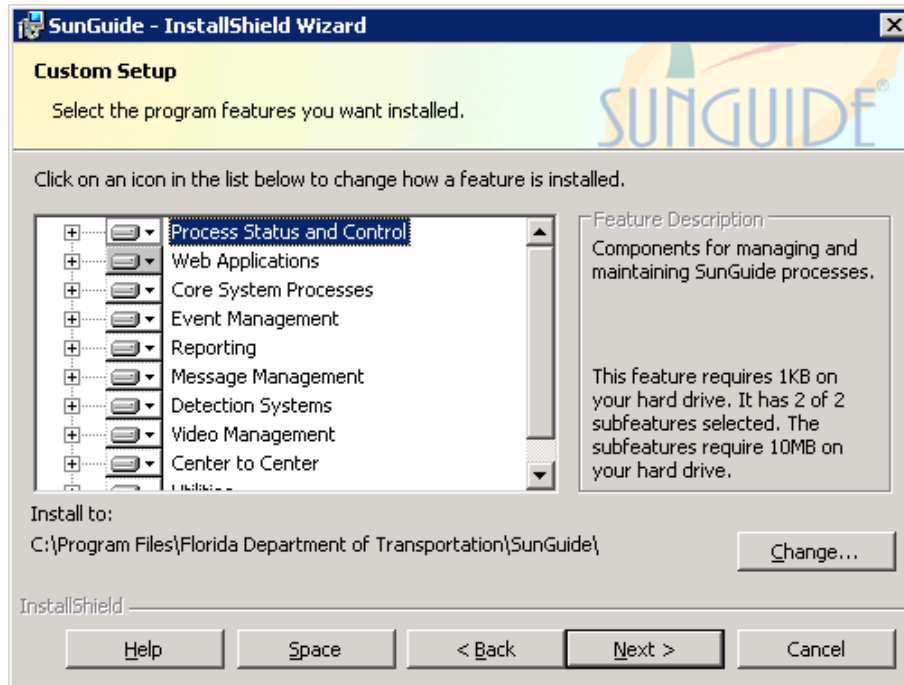 SunGuide - InstallShield Wizard
Custom Setup
Select the program features you want installed.
SUNGUIDE®
Click on an icon in the list below to change how a feature is installed.
Process Status and Control
Web Applications
Core System Processes
Event Management
Reporting
Message Management
Detection Systems
Video Management
Center to Center
Utilities
Feature Description
Components for managing and
maintaining SunGuide processes.
This feature requires 1KB on
your hard drive. It has 2 of 2
subfeatures selected. The
subfeatures require 10MB on
your hard drive.
Install to:
C:\Program Files\Florida Department of Transportation\SunGuide\
Change...
InstallShield
Help
Space
< Back
Next >
Cancel